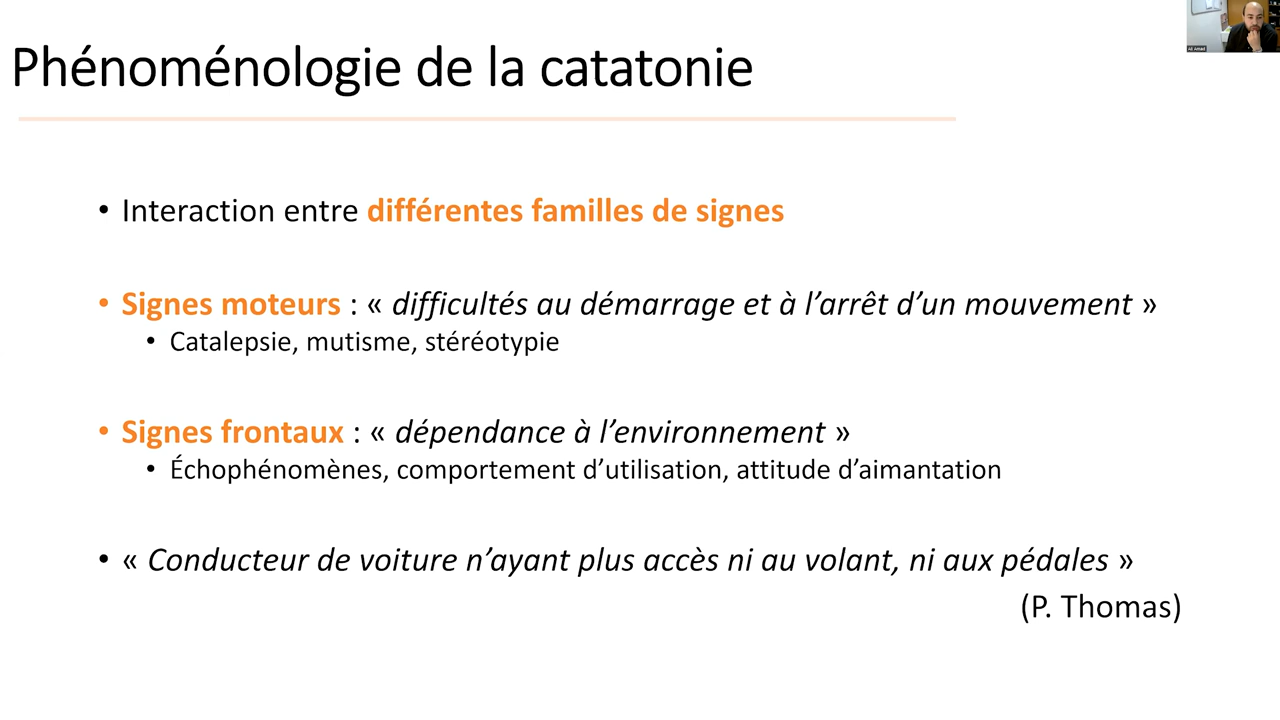 Phénoménologie de la catatonie
• Interaction entre différentes familles de signes
• Signes moteurs : « difficultés au démarrage et à l’arrêt d’un mouvement »
• Catalepsie, mutisme, stéréotypie
• Signes frontaux : « dépendance à l’environnement »
• Échophénomènes, comportement d’utilisation, attitude d’aimantation
• « Conducteur de voiture n’ayant plus accès ni au volant, ni aux pédales »
(P. Thomas)